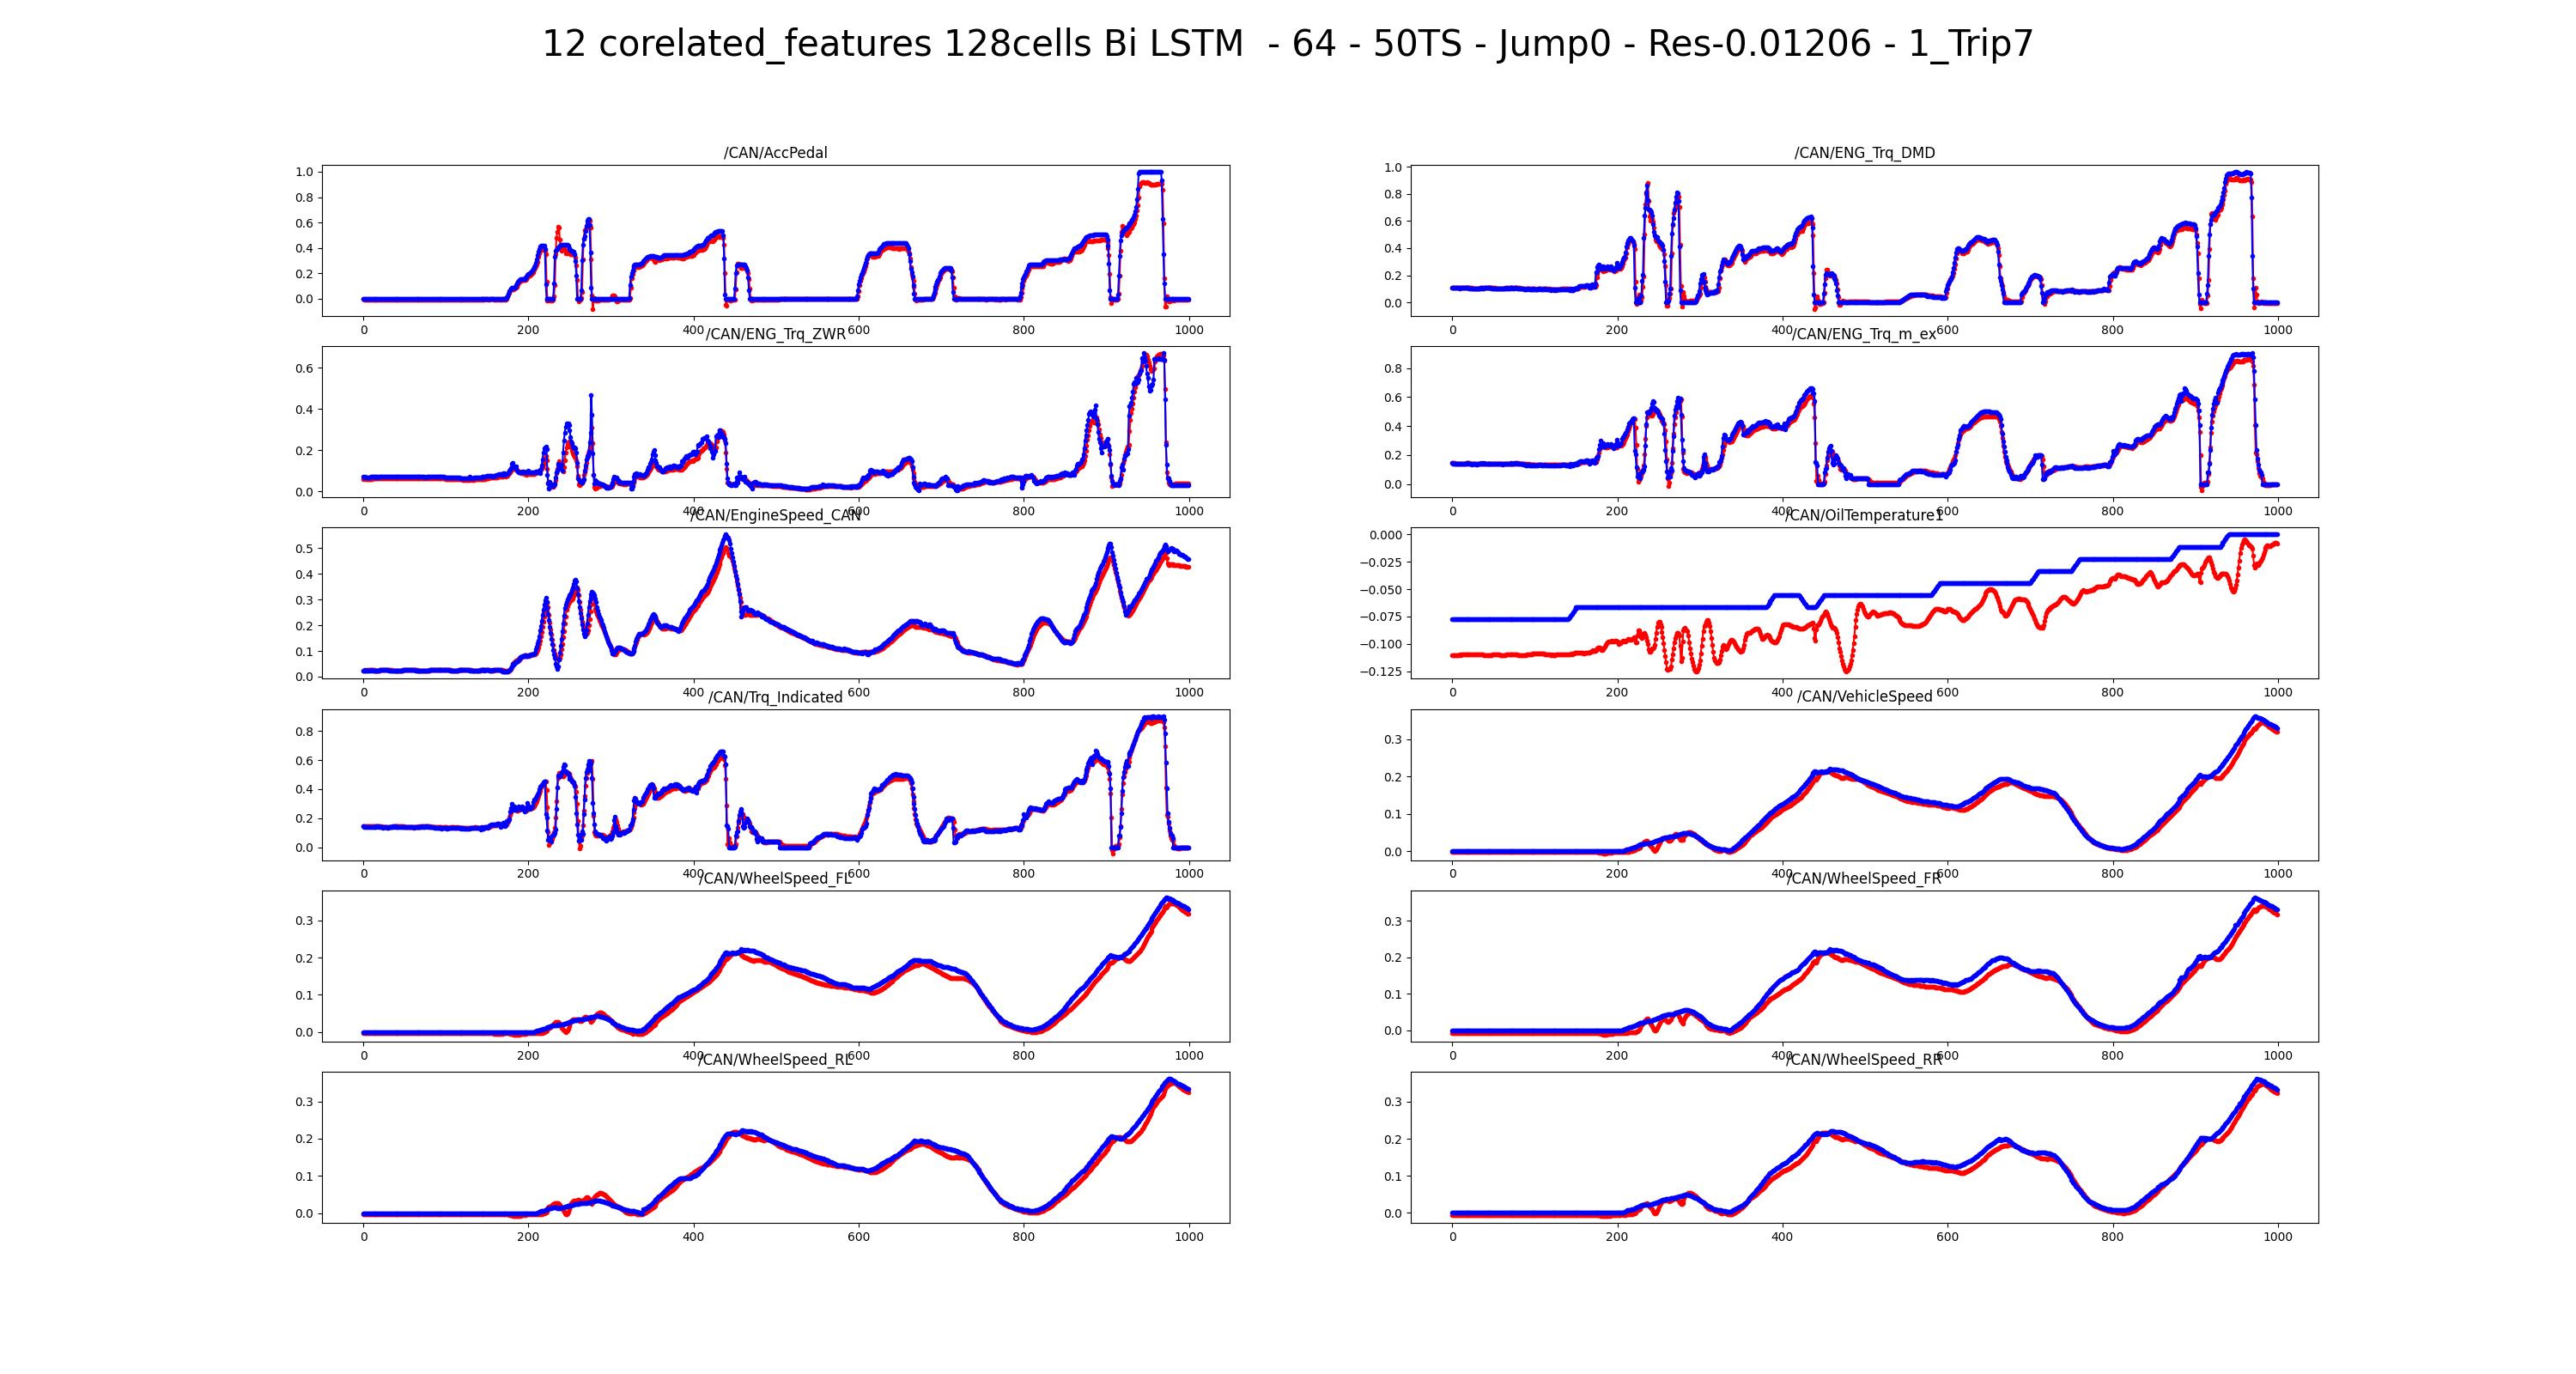 12 corelated_features 128cells Bi LSTM  - 64 - 50TS - Jump0 - Res-0.01206 - 1_Trip7
/CAN/AccPedal
1.0
0.8
0.6
0.4
0.2
0.0
0 200 400 600 800 1000
/CAN/ENG_Trq_DMD
1.0
0.8
0.6
0.4
0.2
0.0
0 200 400 600 800 1000
/CAN/ENG_Trq_ZWR
0.6
0.4
0.2
0.0
0 200 400 600 800 1000
/CAN/ENG_Trq_m_ex
0.8
0.6
0.4
0.2
0.0
0 200 400 600 800 1000
/CAN/EngineSpeed_CAN
0.5
0.4
0.3
0.2
0.1
0.0
0 200 400 600 800 1000
/CAN/OilTemperature1
0.000
−0.025
−0.050
−0.075
−0.100
−0.125
0 200 400 600 800 1000
/CAN/Trq_Indicated
0.8
0.6
0.4
0.2
0.0
0 200 400 600 800 1000
/CAN/VehicleSpeed
0.3
0.2
0.1
0.0
0 200 400 600 800 1000
/CAN/WheelSpeed_FL
0.3
0.2
0.1
0.0
0 200 400 600 800 1000
/CAN/WheelSpeed_FR
0.3
0.2
0.1
0.0
0 200 400 600 800 1000
/CAN/WheelSpeed_RL
0.3
0.2
0.1
0.0
0 200 400 600 800 1000
/CAN/WheelSpeed_RR
0.3
0.2
0.1
0.0
0 200 400 600 800 1000